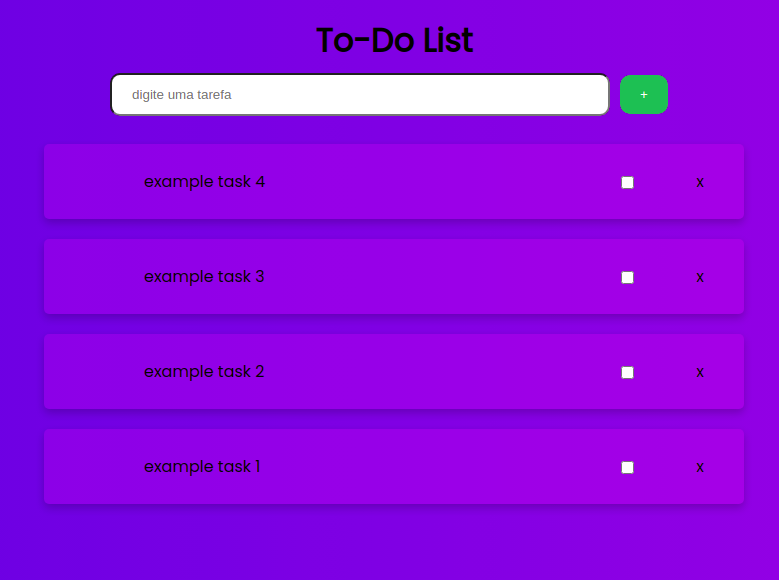 To-Do List
digite uma tarefa +
example task 4 x
example task 3 x
example task 2 x
example task 1 x